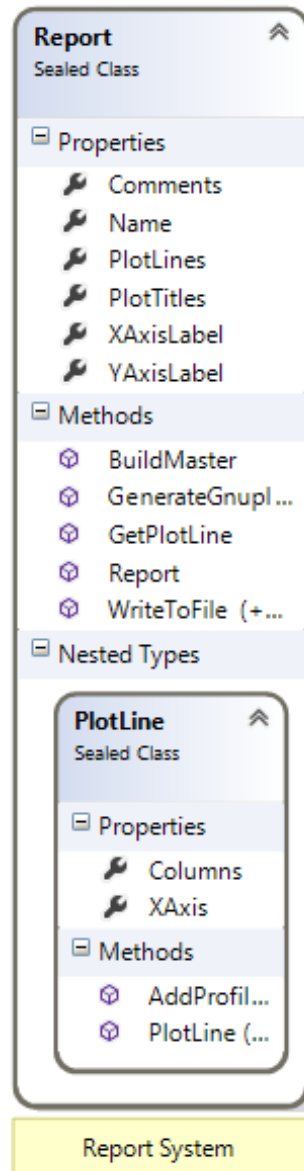 Report
Sealed Class
Properties
Comments
Name
PlotLines
PlotTitles
XAxisLabel
YAxisLabel
Methods
BuildMaster
GenerateGnupl...
GetPlotLine
Report
WriteToFile (+...
Nested Types
PlotLine
Sealed Class
Properties
Columns
XAxis
Methods
AddProfil...
PlotLine (...
Report System